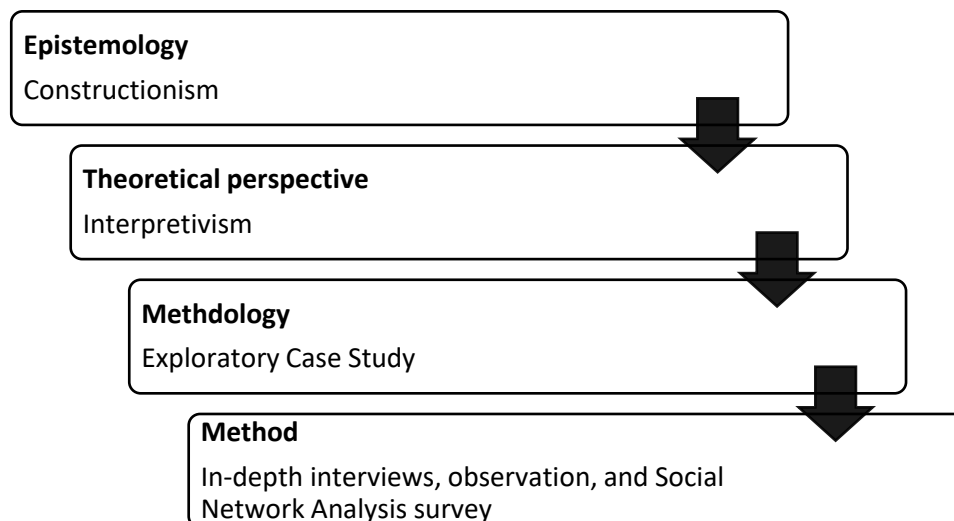 Epistemology
Constructionism
Theoretical perspective
Interpretivism
Methdology
Exploratory Case Study
Method
In-depth interviews, observation, and Social
Network Analysis survey